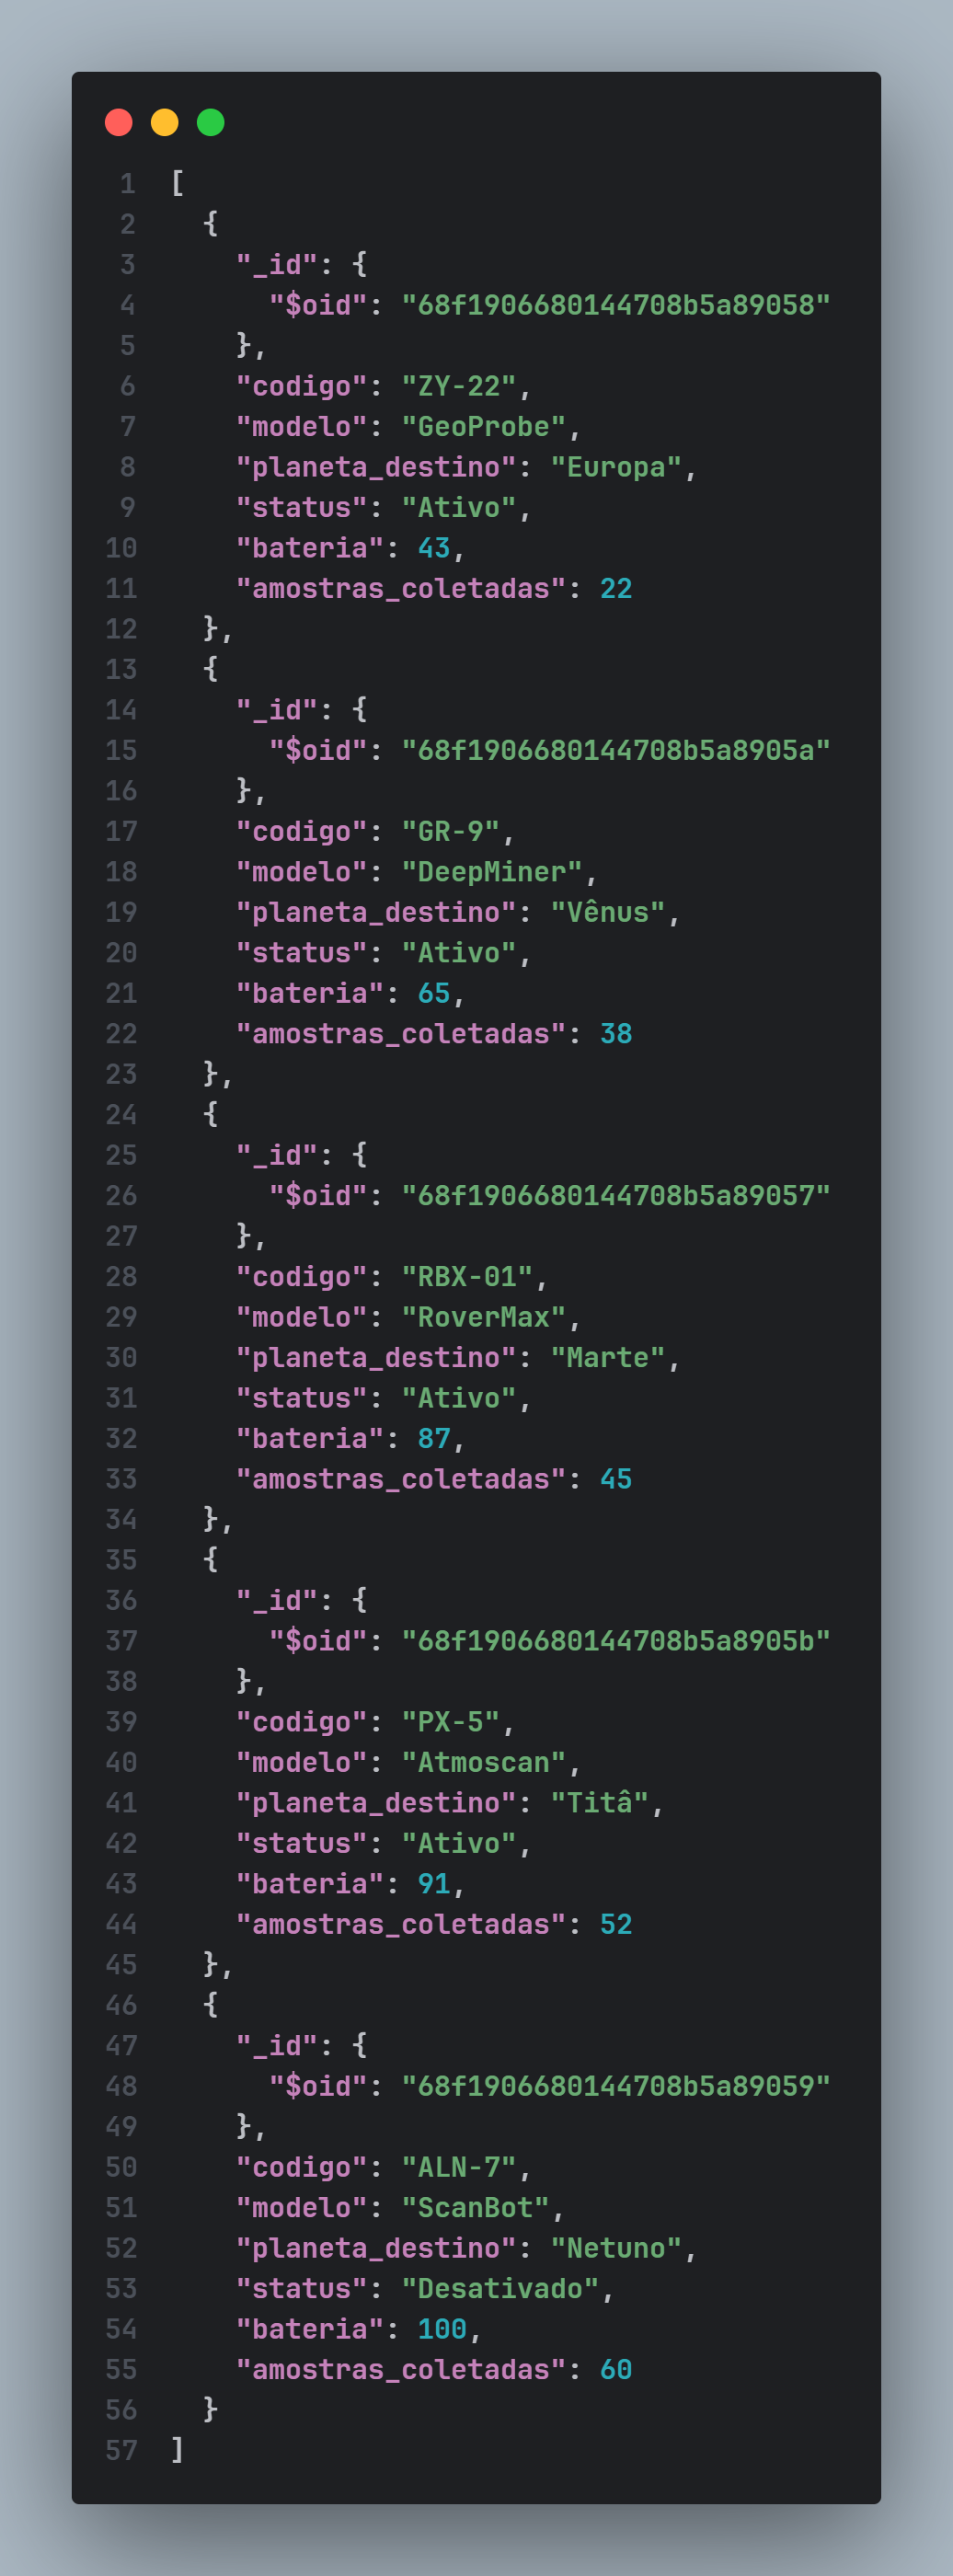 1 [
2   {
3     "_id": {
4       "$oid": "68f1906680144708b5a89058"
5     },
6     "codigo": "ZY-22",
7     "modelo": "GeoProbe",
8     "planeta_destino": "Europa",
9     "status": "Ativo",
10     "bateria": 43,
11     "amostras_coletadas": 22
12   },
13   {
14     "_id": {
15       "$oid": "68f1906680144708b5a8905a"
16     },
17     "codigo": "GR-9",
18     "modelo": "DeepMiner",
19     "planeta_destino": "Vênus",
20     "status": "Ativo",
21     "bateria": 65,
22     "amostras_coletadas": 38
23   },
24   {
25     "_id": {
26       "$oid": "68f1906680144708b5a89057"
27     },
28     "codigo": "RBX-01",
29     "modelo": "RoverMax",
30     "planeta_destino": "Marte",
31     "status": "Ativo",
32     "bateria": 87,
33     "amostras_coletadas": 45
34   },
35   {
36     "_id": {
37       "$oid": "68f1906680144708b5a8905b"
38     },
39     "codigo": "PX-5",
40     "modelo": "Atmoscan",
41     "planeta_destino": "Titâ",
42     "status": "Ativo",
43     "bateria": 91,
44     "amostras_coletadas": 52
45   },
46   {
47     "_id": {
48       "$oid": "68f1906680144708b5a89059"
49     },
50     "codigo": "ALN-7",
51     "modelo": "ScanBot",
52     "planeta_destino": "Netuno",
53     "status": "Desativado",
54     "bateria": 100,
55     "amostras_coletadas": 60
56   }
57 ]